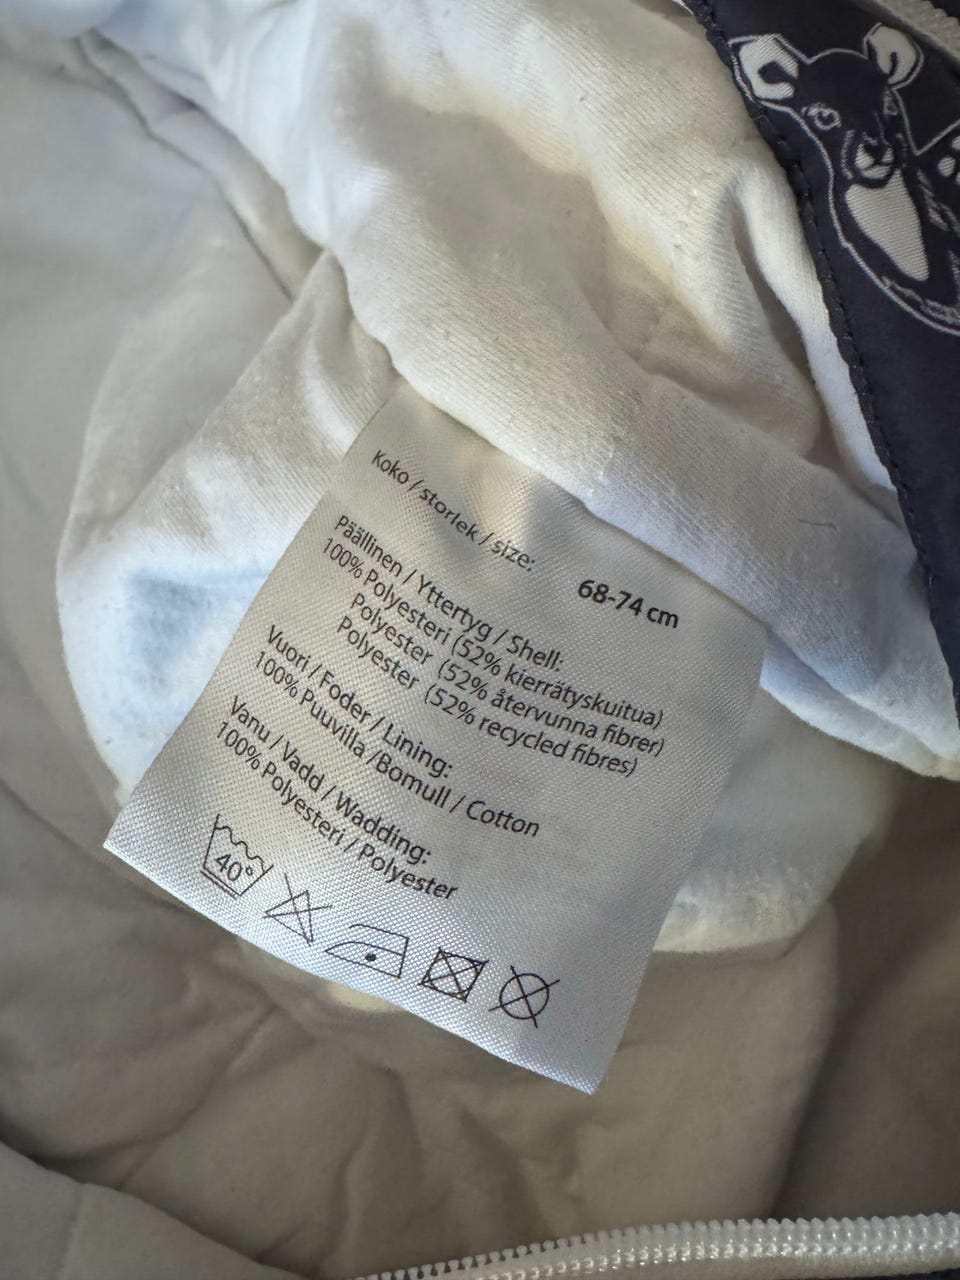 Koko / storlek / size: 68-74 cm
Päällinen / Yttertyg / Shell:
100% Polyesteri (52% kierrätyskuitua)
Polyester (52% återvunna fibrer)
Polyester (52% recycled fibres)
Vuori / Foder / Lining:
100% Puuvilla /Bomull / Cotton
Vanu / Vadd / Wadding:
100% Polyesteri / Polyester
40°